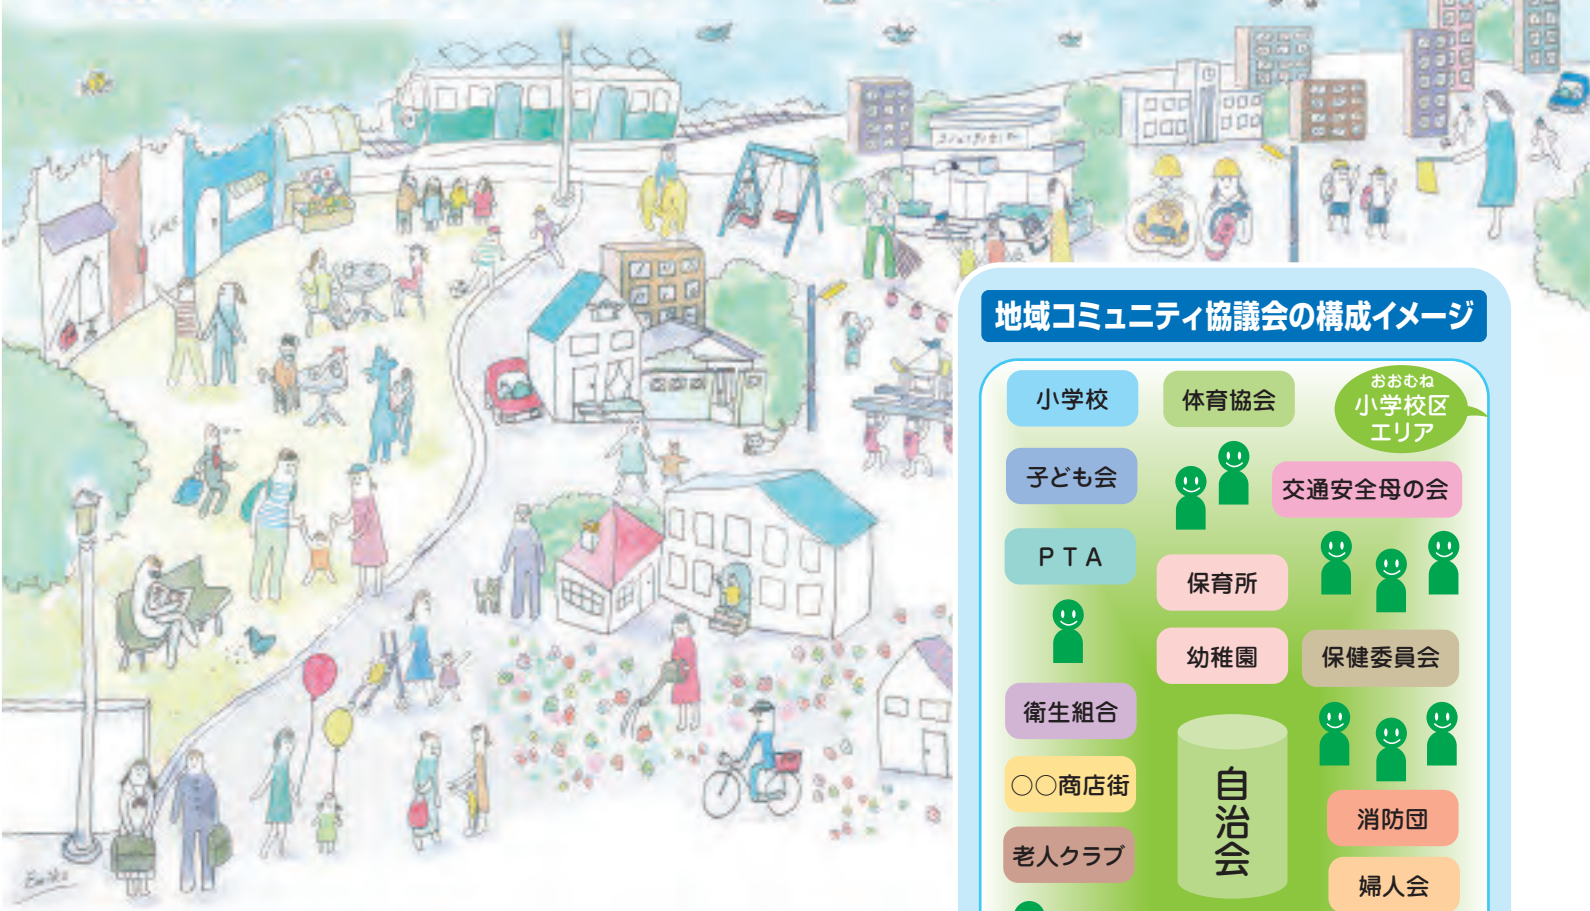 地域コミュニティ協議会の構成イメージ
小学校
体育協会
おおむね
小学校区
エリア
子ども会
交通安全母の会
PTA
保育所
幼稚園
保健委員会
衛生組合
○○商店街
自治会
消防団
老人クラブ
婦人会